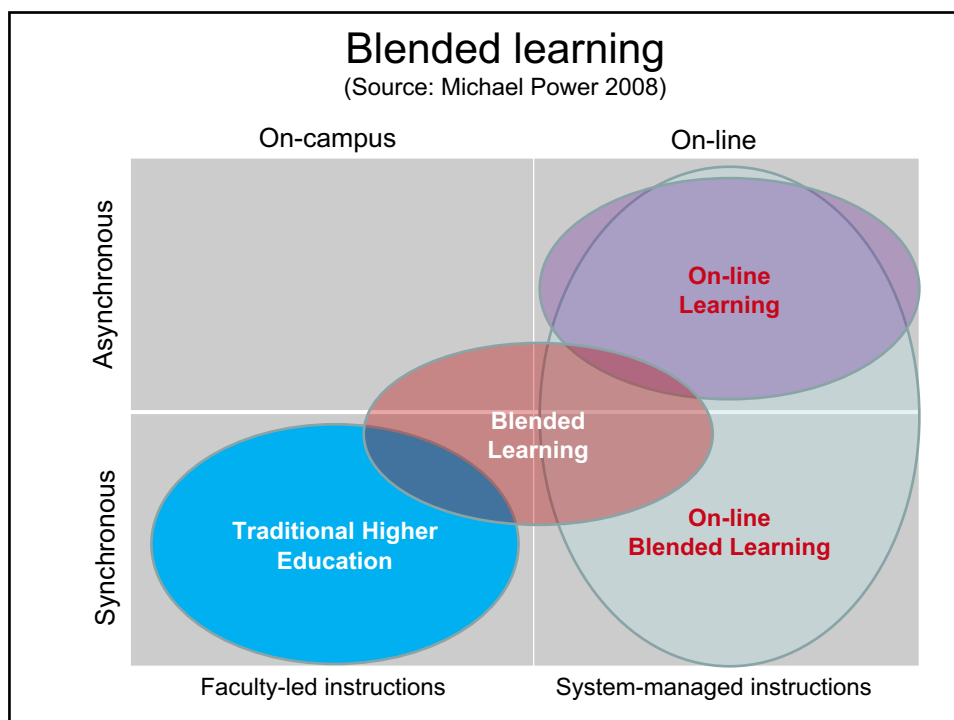 Blended learning
(Source: Michael Power 2008)
On-campus
On-line
Asynchronous
On-line
Learning
Blended
Learning
Synchronous
Traditional Higher
Education
On-line
Blended Learning
Faculty-led instructions
System-managed instructions